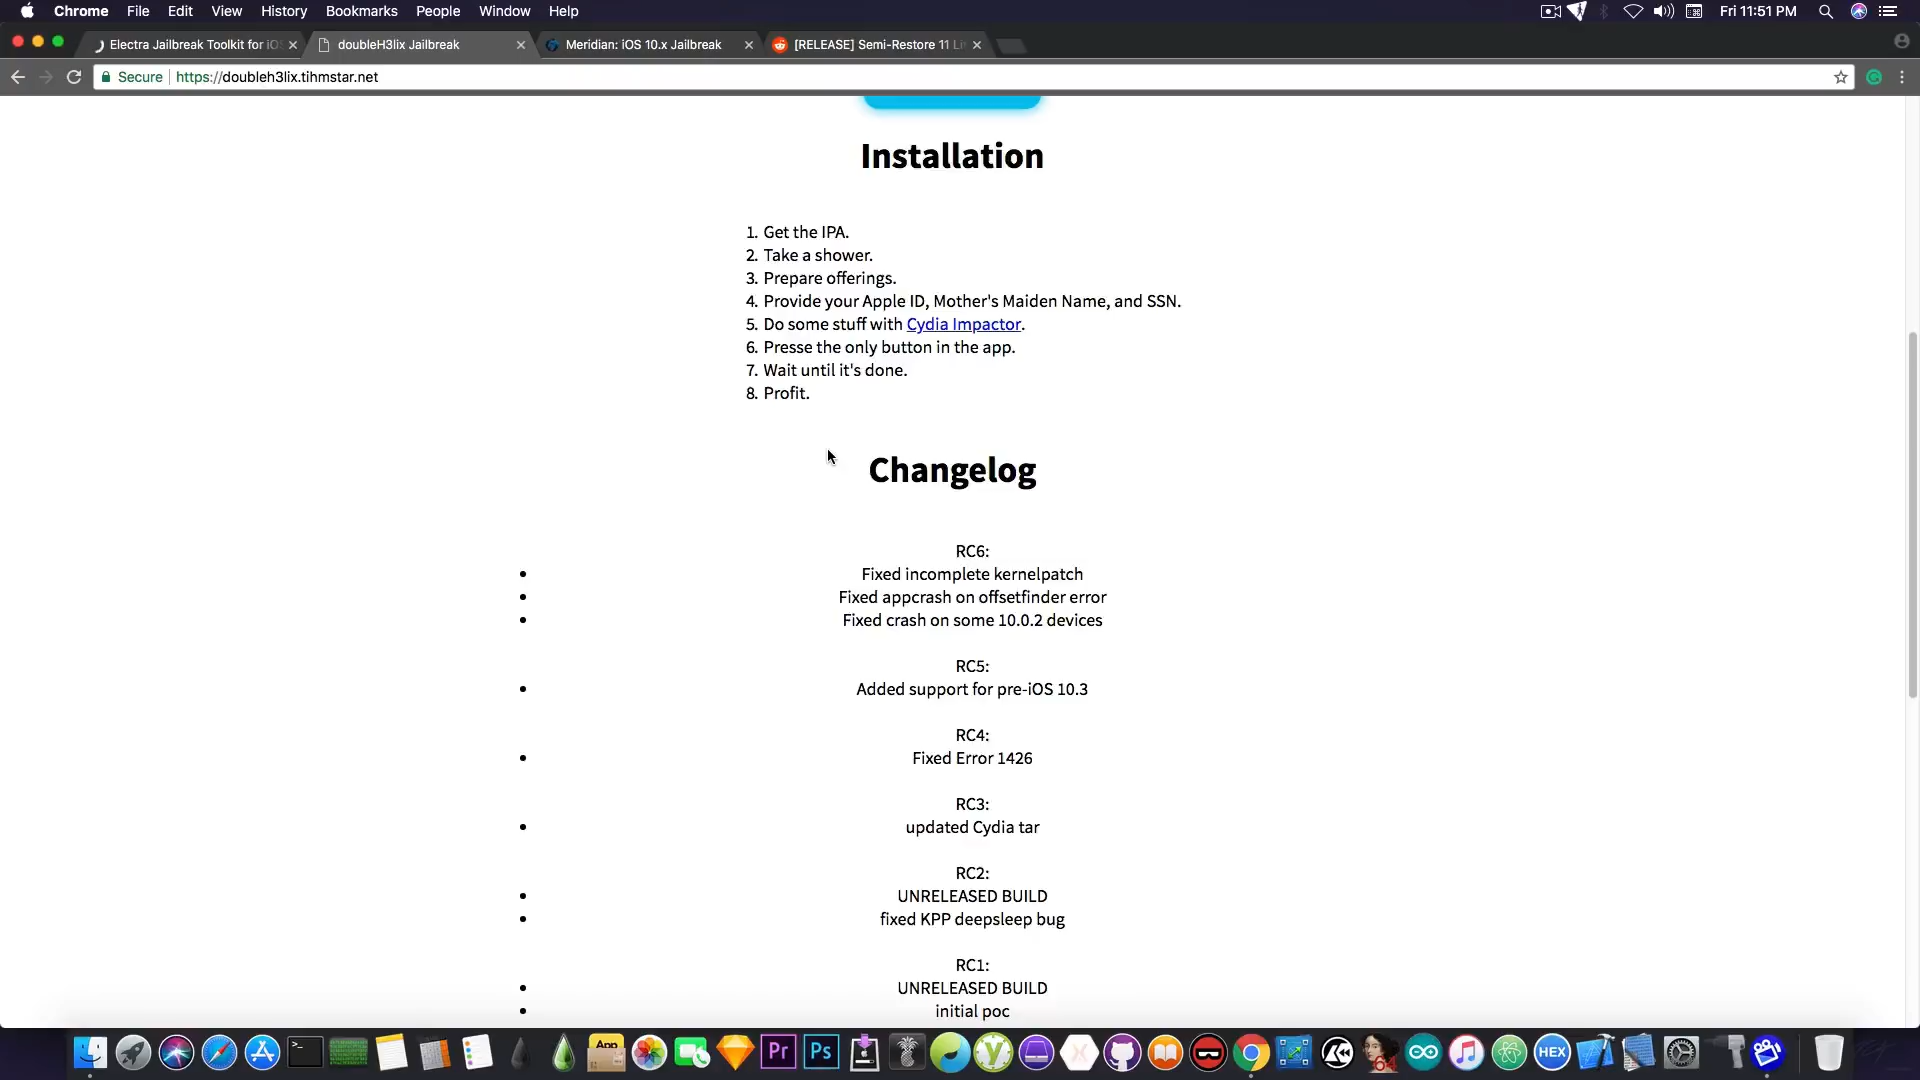 Chrome File Edit View History Bookmarks People Window Help Fri 11:51 PM
Electra Jailbreak Toolkit for iOS doubleH3lix Jailbreak Meridian: iOS 10.x Jailbreak [RELEASE] Semi-Restore 11
Secure https://doubleh3lix.tihmstar.net
Installation
1. Get the IPA.
2. Take a shower.
3. Prepare offerings.
4. Provide your Apple ID, Mother's Maiden Name, and SSN.
5. Do some stuff with Cydia Impactor.
6. Presse the only button in the app.
7. Wait until it's done.
8. Profit.
Changelog
RC6:
Fixed incomplete kernelpatch
Fixed appcrash on offsetfinder error
Fixed crash on some 10.0.2 devices
RC5:
Added support for pre-iOS 10.3
RC4:
Fixed Error 1426
RC3:
updated Cydia tar
RC2:
UNRELEASED BUILD
fixed KPP deepsleep bug
RC1:
UNRELEASED BUILD
initial poc
App Pr Ps 64 HEX